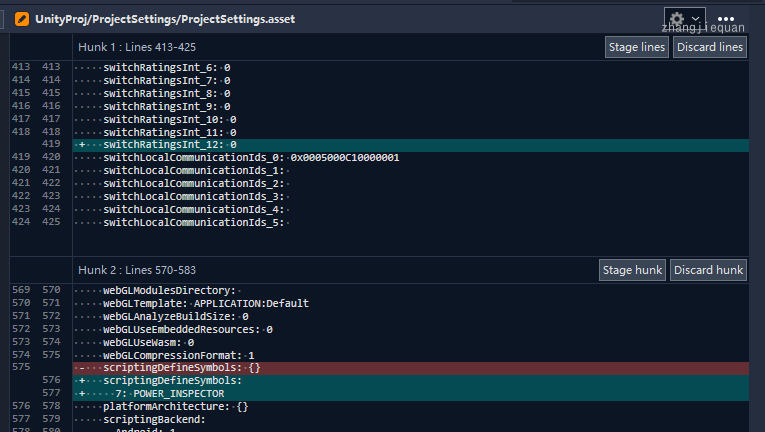 UnityProj/ProjectSettings/ProjectSettings.asset
zhangjiequan
Hunk 1 : Lines 413-425
Stage lines
Discard lines
413 413 switchRatingsInt_6: 0
414 414 switchRatingsInt_7: 0
415 415 switchRatingsInt_8: 0
416 416 switchRatingsInt_9: 0
417 417 switchRatingsInt_10: 0
418 418 switchRatingsInt_11: 0
419 + switchRatingsInt_12: 0
419 420 switchLocalCommunicationIds_0: 0x0005000C10000001
420 421 switchLocalCommunicationIds_1:
421 422 switchLocalCommunicationIds_2:
422 423 switchLocalCommunicationIds_3:
423 424 switchLocalCommunicationIds_4:
424 425 switchLocalCommunicationIds_5:
Hunk 2 : Lines 570-583
Stage hunk
Discard hunk
569 570 webGLModulesDirectory:
570 571 webGLTemplate: APPLICATION:Default
571 572 webGLAnalyzeBuildSize: 0
572 573 webGLUseEmbeddedResources: 0
573 574 webGLUseWasm: 0
574 575 webGLCompressionFormat: 1
575 - scriptingDefineSymbols: {}
576 + scriptingDefineSymbols:
577 + 7: POWER_INSPECTOR
576 578 platformArchitecture: {}
577 579 scriptingBackend:
578 580 Android: 1